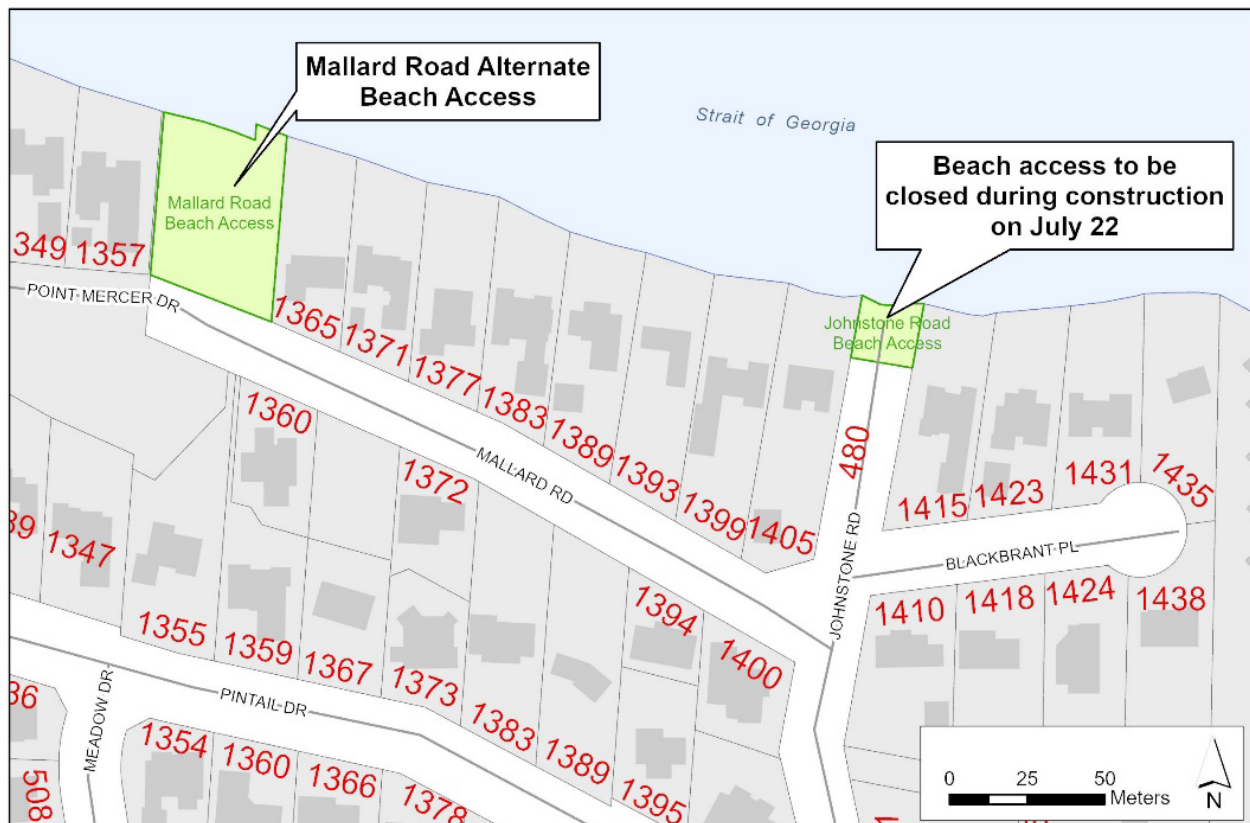 Mallard Road Alternate
Beach Access
Strait of Georgia
Beach access to be
closed during construction
on July 22
Mallard Road
Beach Access
Johnstone Road
Beach Access
349
1357
POINT MERCER DR
1365
1371
1377
1383
1389
1393
1399
1405
480
1415
1423
1431
1435
1360
1372
MALLARD RD
JOHNSTONE RD
BLACKBRANT PL
39
1347
1394
1400
1410
1418
1424
1438
1355
1359
1367
1373
1383
1389
1395
PINTAIL DR
MEADOW DR
36
508
1354
1360
1366
1378
0 25 50
Meters
N